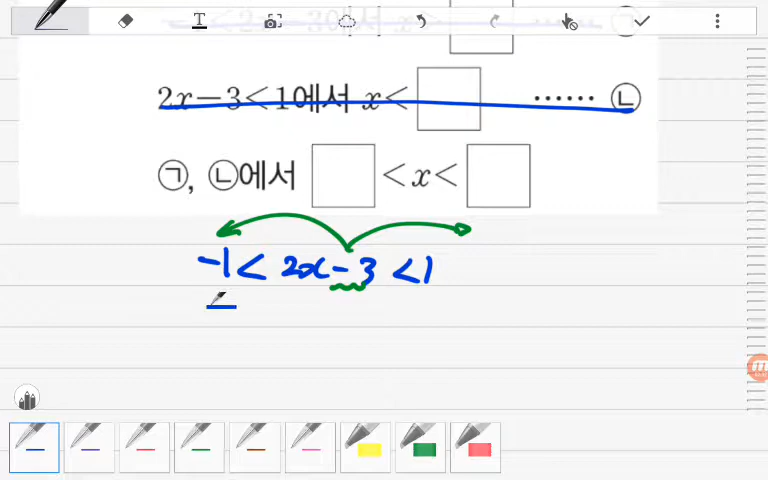 2x-3<1에서 x< …… ㉡
㉠, ㉡에서 <x<
-1< 2x-3 <1